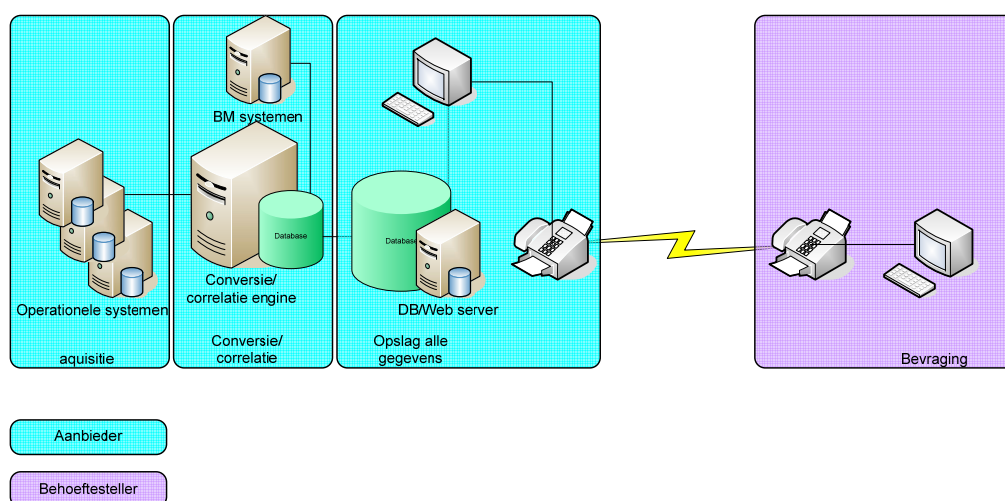 BM systemen
Database
Database
Operationele systemen
Conversie/
correlatie engine
DB/Web server
aquisitie
Conversie/
correlatie
Opslag alle
gegevens
Bevraging
Aanbieder
Behoeftesteller